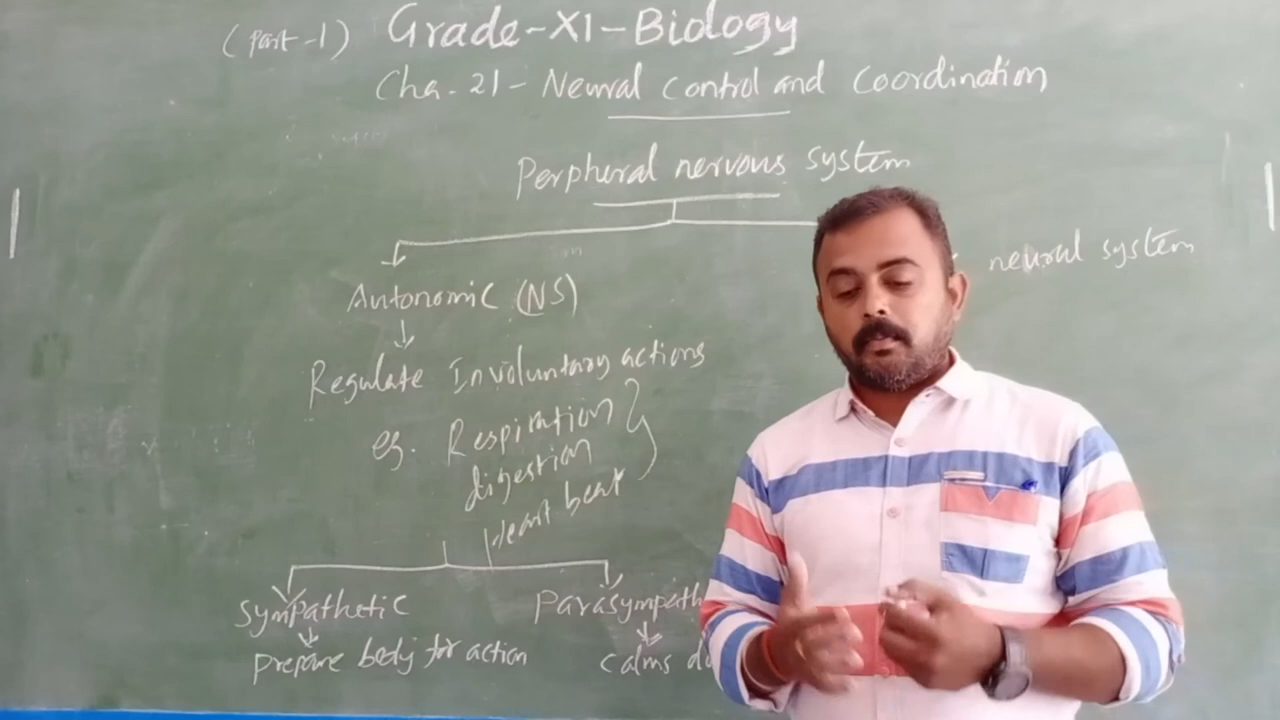 (Part-1) Grade-XI-Biology
Cha. 21 - Neural control and coordination
Perpheral nervous system
neural system
Autonomic (NS)
Regulate Involuntary actions
eg. Respiration
digestion
Heart beat
Sympathetic
Parasympath
Prepare body for action
Calms do